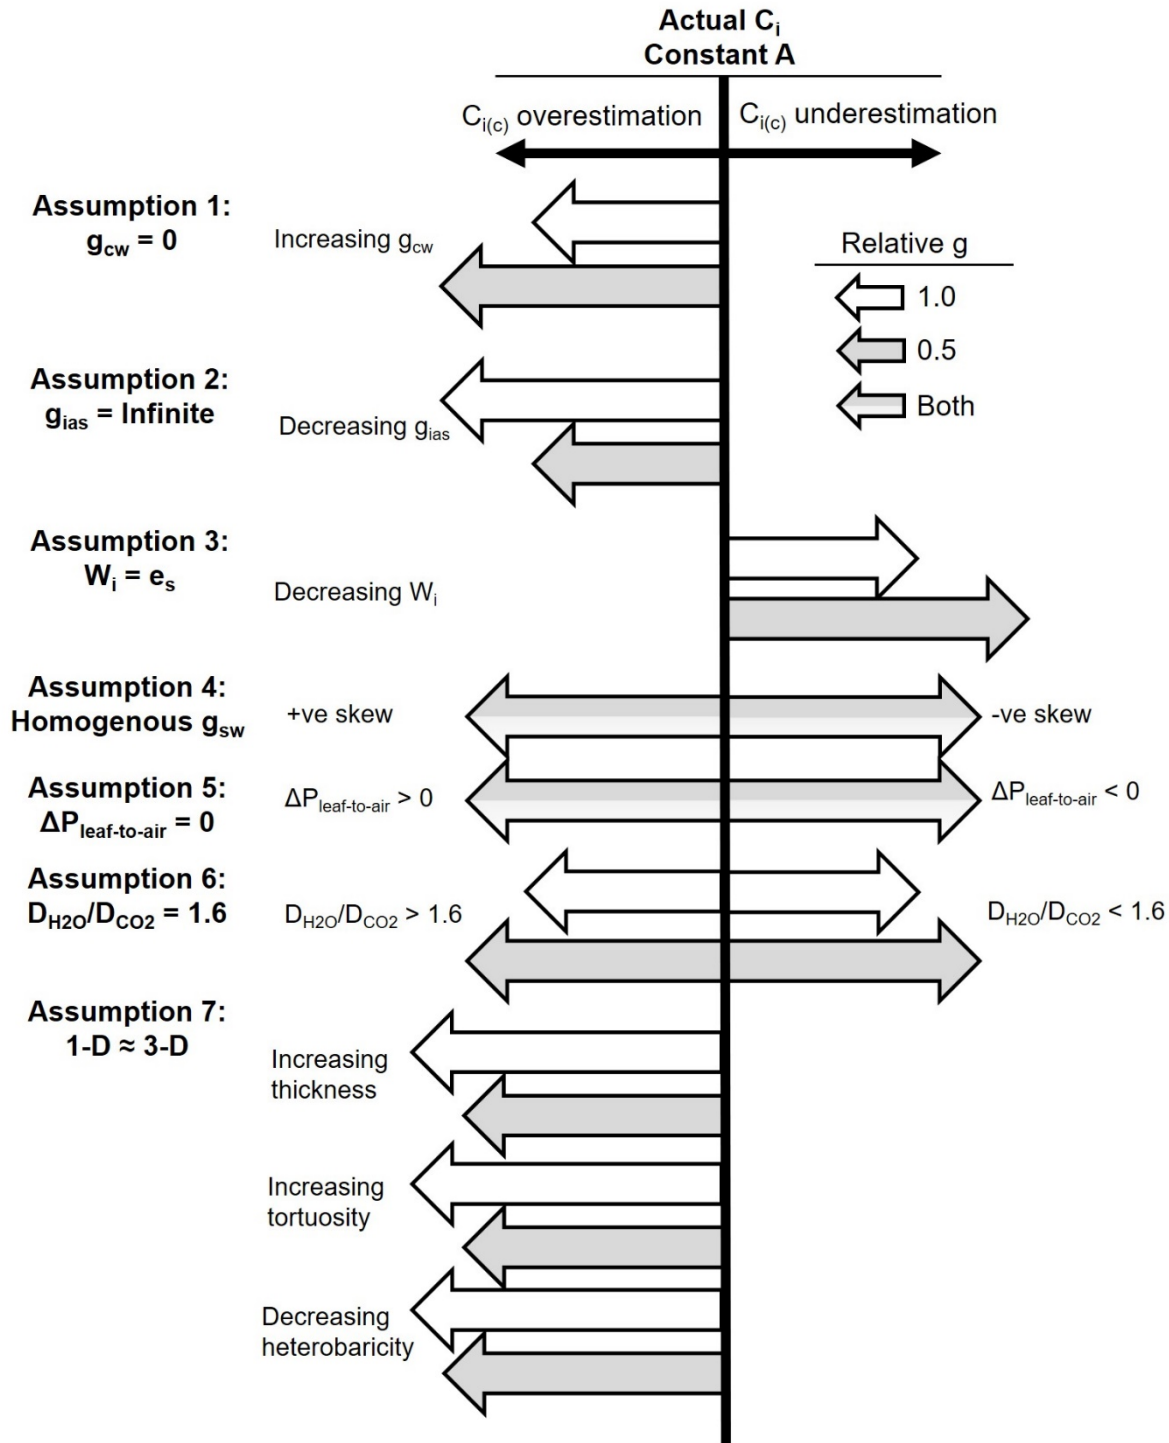 Actual Ci
Constant A
Ci(c) overestimation
Ci(c) underestimation
Assumption 1:
gcw = 0
Increasing gcw
Relative g
1.0
0.5
Both
Assumption 2:
gias = Infinite
Decreasing gias
Assumption 3:
Wi = es
Decreasing Wi
Assumption 4:
Homogenous gsw
+ve skew
-ve skew
Assumption 5:
ΔPleaf-to-air = 0
ΔPleaf-to-air > 0
ΔPleaf-to-air < 0
Assumption 6:
DH2O/DCO2 = 1.6
DH2O/DCO2 > 1.6
DH2O/DCO2 < 1.6
Assumption 7:
1-D ≈ 3-D
Increasing
thickness
Increasing
tortuosity
Decreasing
heterobaricity